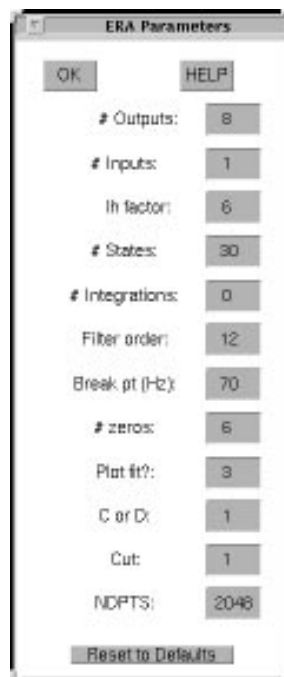 ERA Parameters
OK HELP
# Outputs: 8
# Inputs: 1
Ih factor: 6
# States: 30
# Integrations: 0
Filter order: 12
Break pt (Hz): 70
# zeros: 6
Plot fit?: 3
C or D: 1
Cut: 1
NDPTS: 2046
Reset to Defaults